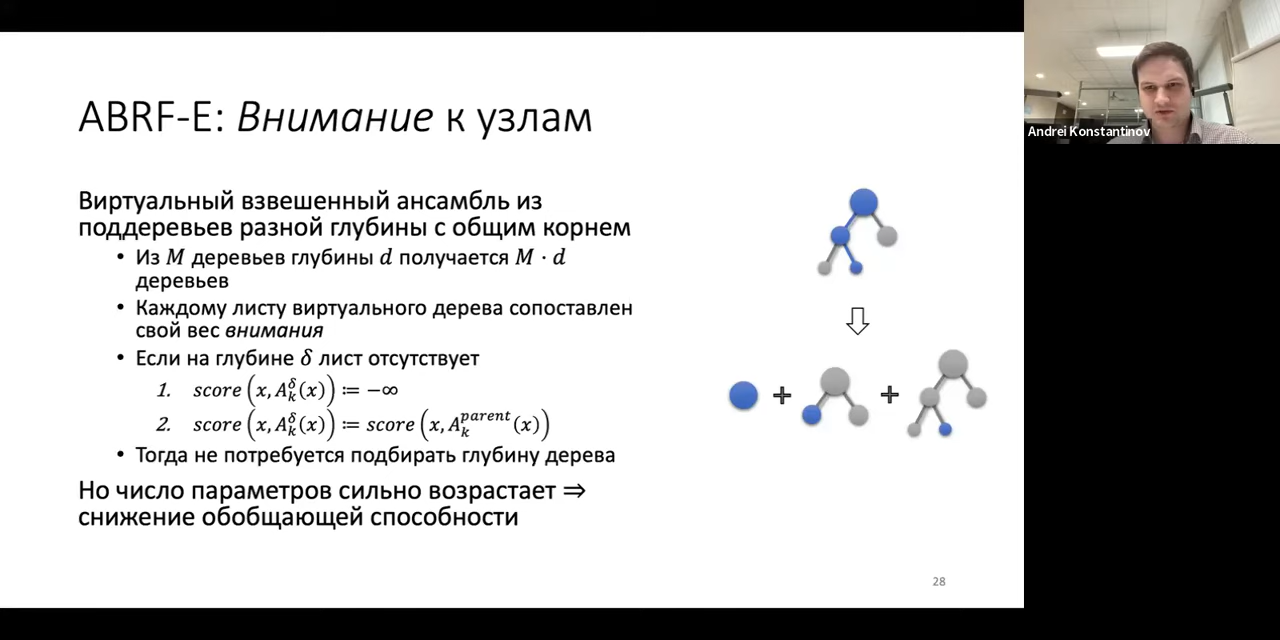 ABRF-E: Внимание к узлам
Виртуальный взвешенный ансамбль из
поддеревьев разной глубины с общим корнем
• Из M деревьев глубины d получается M · d
деревьев
• Каждому листу виртуального дерева сопоставлен
свой вес внимания
• Если на глубине δ лист отсутствует
1. score(x, A_k^δ(x)) ≔ −∞
2. score(x, A_k^δ(x)) ≔ score(x, A_k^parent(x))
• Тогда не потребуется подбирать глубину дерева
Но число параметров сильно возрастает ⇒
снижение обобщающей способности
28
Andrei Konstantinov